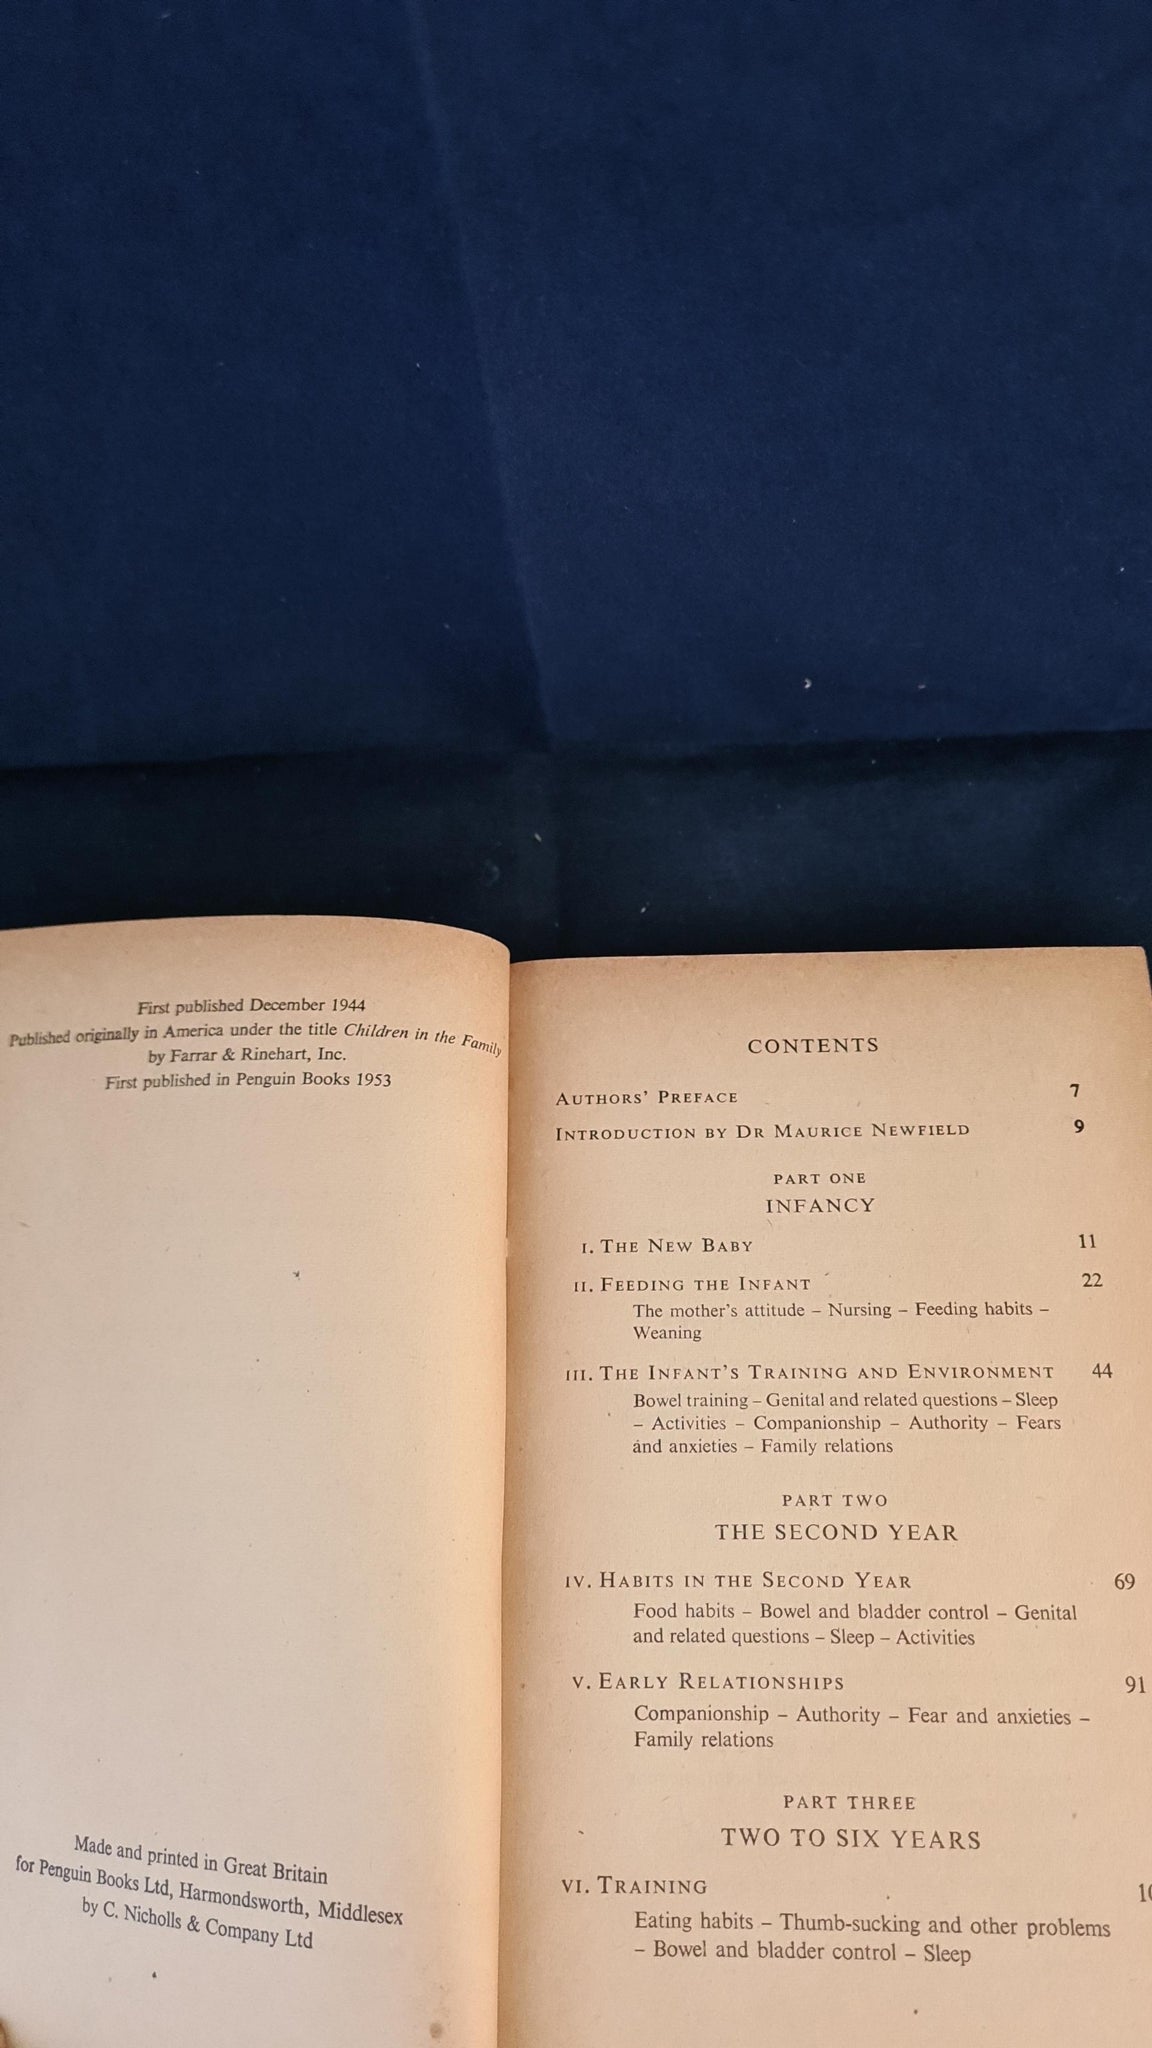 First published December 1944
Published originally in America under the title Children in the Family
by Farrar & Rinehart, Inc.
First published in Penguin Books 1953
Made and printed in Great Britain
for Penguin Books Ltd, Harmondsworth, Middlesex
by C. Nicholls & Company Ltd
CONTENTS
AUTHORS' PREFACE 7
INTRODUCTION BY DR MAURICE NEWFIELD 9
PART ONE
INFANCY
I. THE NEW BABY 11
II. FEEDING THE INFANT 22
The mother's attitude – Nursing – Feeding habits –
Weaning
III. THE INFANT'S TRAINING AND ENVIRONMENT 44
Bowel training – Genital and related questions – Sleep
– Activities – Companionship – Authority – Fears
and anxieties – Family relations
PART TWO
THE SECOND YEAR
IV. HABITS IN THE SECOND YEAR 69
Food habits – Bowel and bladder control – Genital
and related questions – Sleep – Activities
V. EARLY RELATIONSHIPS 91
Companionship – Authority – Fear and anxieties –
Family relations
PART THREE
TWO TO SIX YEARS
VI. TRAINING
Eating habits – Thumb-sucking and other problems
– Bowel and bladder control – Sleep